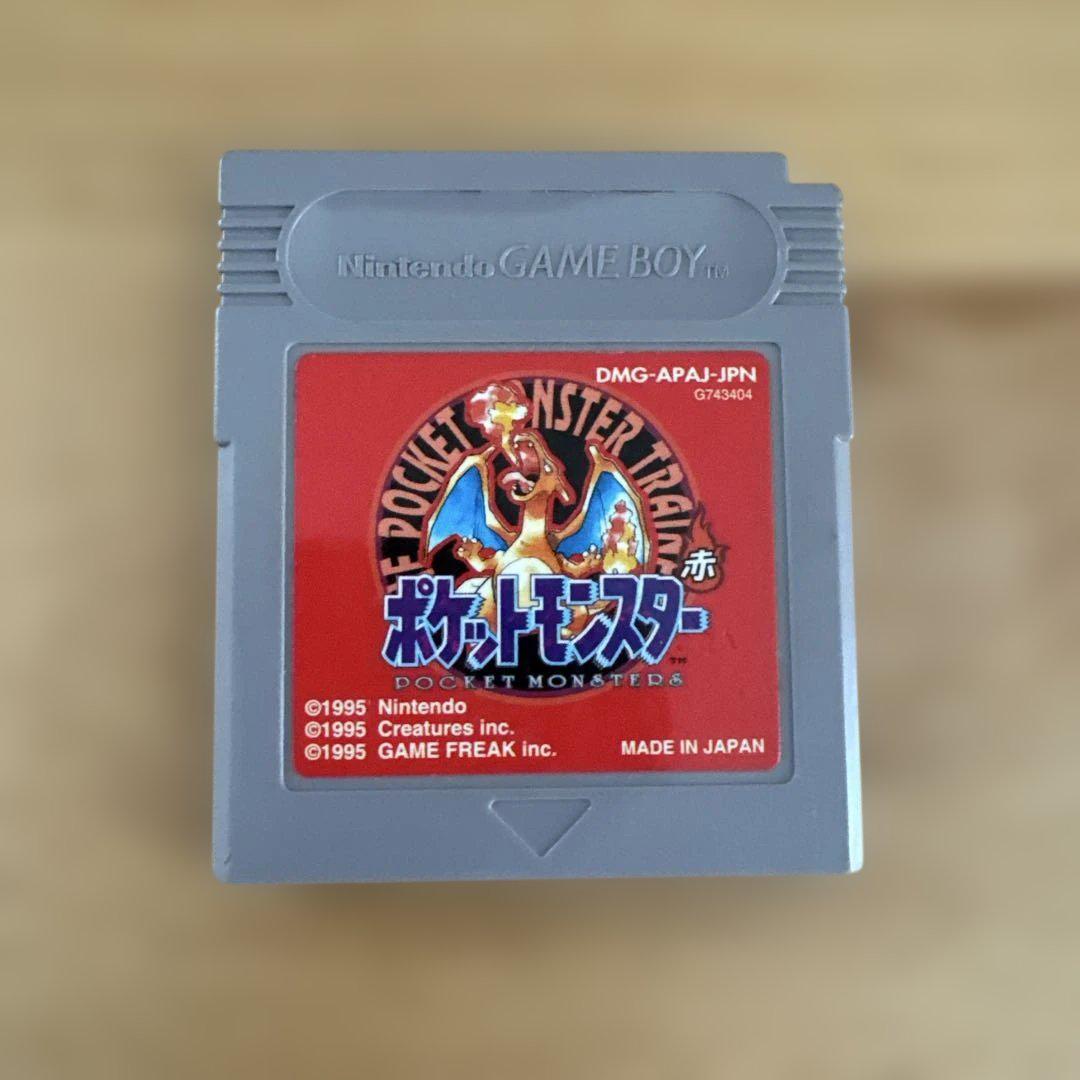 Nintendo GAME BOY TM
DMG-APAJ-JPN
G743404
POCKET MONSTER
赤
ポケットモンスター
TM
POCKET MONSTERS
©1995 Nintendo
©1995 Creatures inc.
©1995 GAME FREAK inc.
MADE IN JAPAN